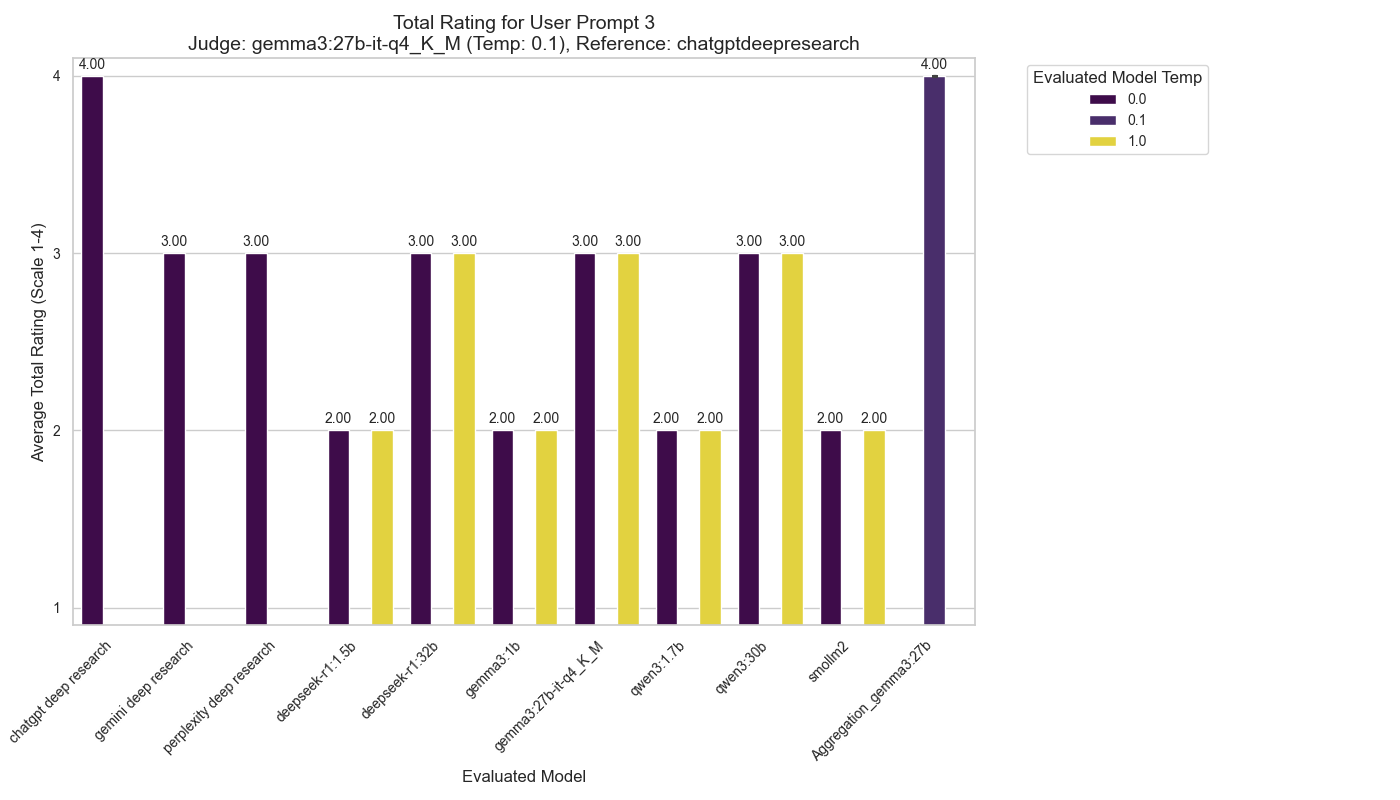 Total Rating for User Prompt 3
Judge: gemma3:27b-it-q4_K_M (Temp: 0.1), Reference: chatgptdeepresearch
Average Total Rating (Scale 1-4)
4
3
2
1
4.00
3.00
3.00
2.00
2.00
3.00
3.00
2.00
2.00
3.00
3.00
2.00
2.00
3.00
3.00
2.00
2.00
4.00
chatgpt deep research
gemini deep research
perplexity deep research
deepseek-r1:1.5b
deepseek-r1:32b
gemma3:1b
gemma3:27b-it-q4_K_M
qwen3:1.7b
qwen3:30b
smollm2
Aggregation_gemma3:27b
Evaluated Model
Evaluated Model Temp
0.0
0.1
1.0